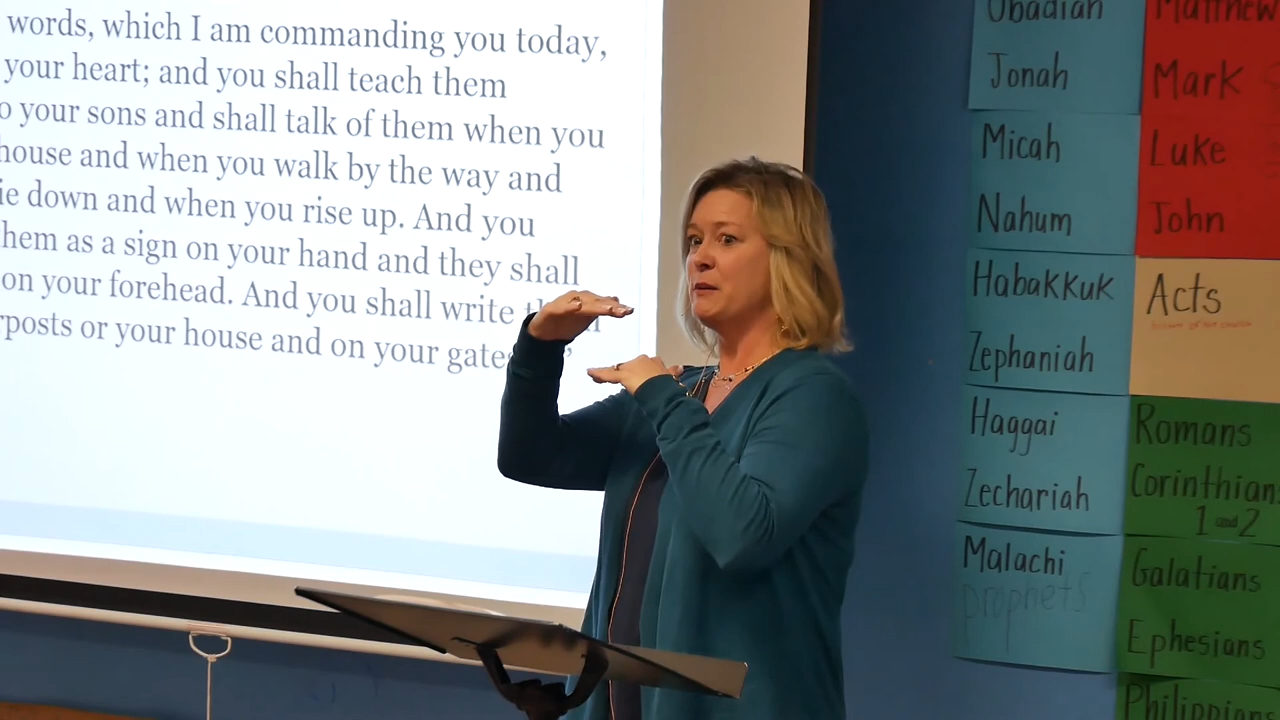 words, which I am commanding you today,
your heart; and you shall teach them
o your sons and shall talk of them when you
house and when you walk by the way and
ie down and when you rise up. And you
hem as a sign on your hand and they shall
on your forehead. And you shall write
rposts or your house and on your gates
Obadiah
Jonah
Micah
Nahum
Habakkuk
Zephaniah
Haggai
Zechariah
Malachi
prophets
Matthew
Mark
Luke
John
Acts
Romans
Corinthian
1 and 2
Galatians
Ephesians
Philippians